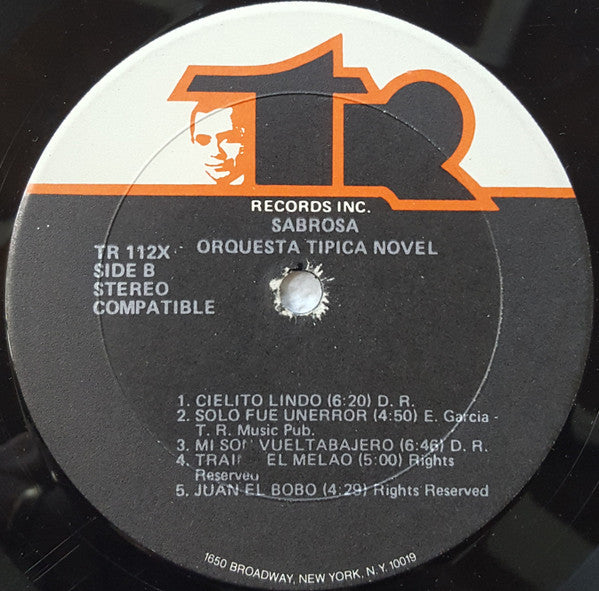 TR
RECORDS INC.
SABROSA
ORQUESTA TIPICA NOVEL
TR 112X
SIDE B
STEREO
COMPATIBLE
1. CIELITO LINDO (6:20) D. R.
2. SOLO FUE UNERROR (4:50) E. Garcia -
T. R. Music Pub.
3. MI SON VUELTABAJERO (6:46) D. R.
4. EL MELAO (5:00) Rights
Reserved
5. JUAN EL BOBO (4:29) Rights Reserved
1650 BROADWAY, NEW YORK, N.Y. 10019